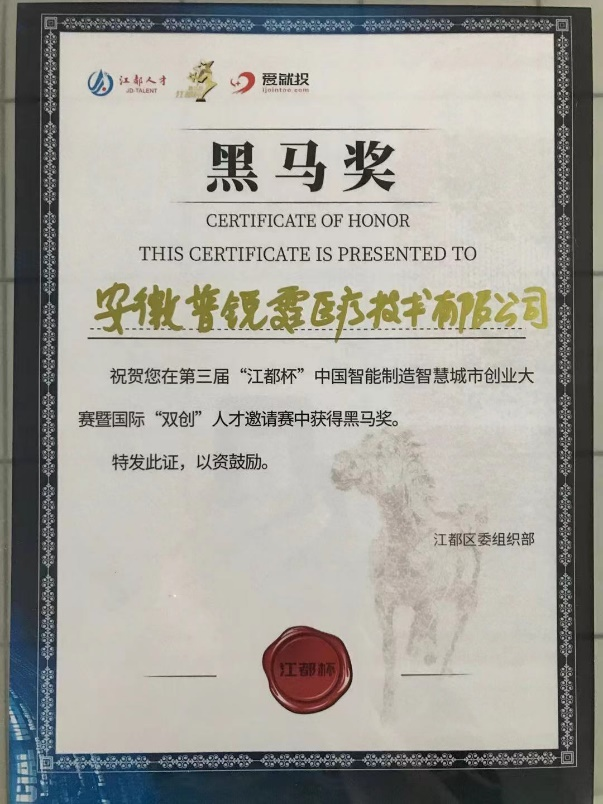 江都人才
JD·TALENT
爱就投
ijointoe.com
黑马奖
CERTIFICATE OF HONOR
THIS CERTIFICATE IS PRESENTED TO
安徽普锐霖医疗技术有限公司
祝贺您在第三届“江都杯”中国智能制造智慧城市创业大
赛暨国际“双创”人才邀请赛中获得黑马奖。
特发此证，以资鼓励。
江都区委组织部
江都杯